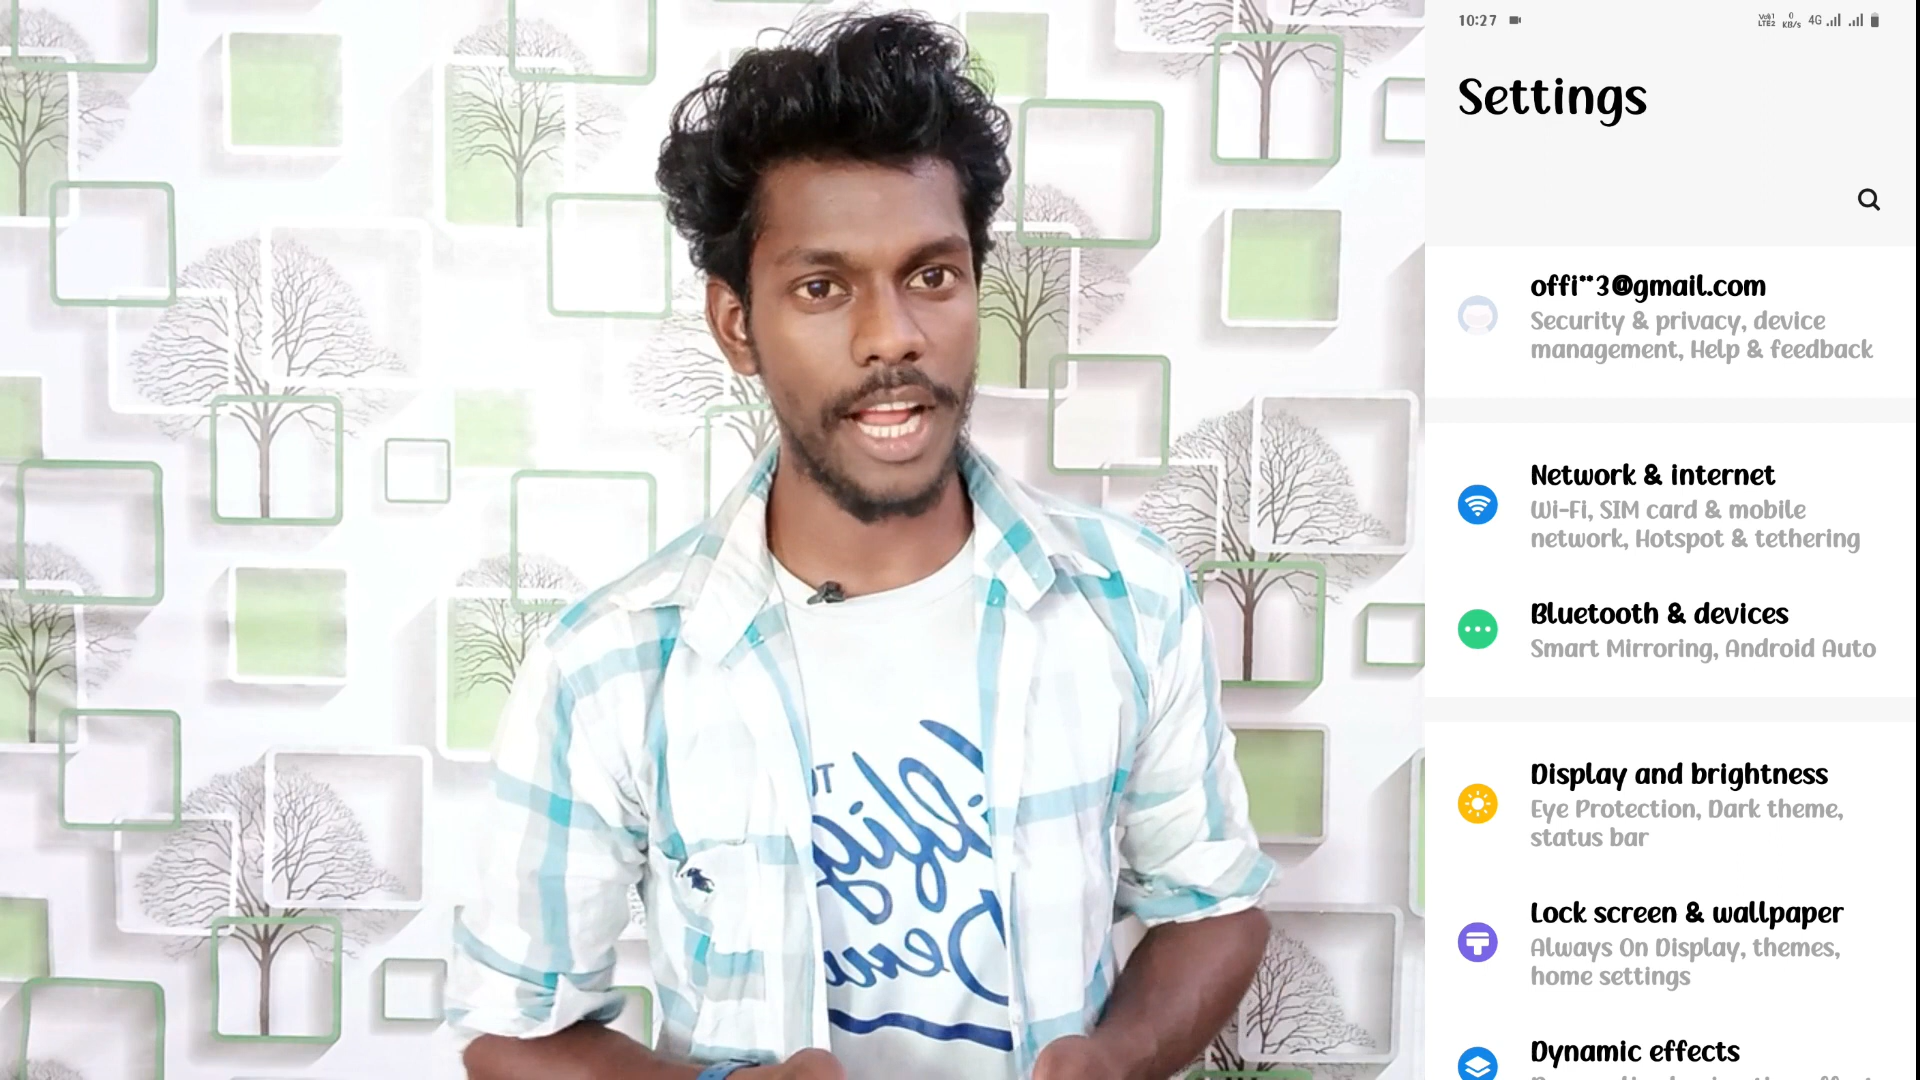 10:27
4G
Settings
offi**3@gmail.com
Security & privacy, device
management, Help & feedback
Network & internet
Wi-Fi, SIM card & mobile
network, Hotspot & tethering
Bluetooth & devices
Smart Mirroring, Android Auto
Display and brightness
Eye Protection, Dark theme,
status bar
Lock screen & wallpaper
Always On Display, themes,
home settings
Dynamic effects